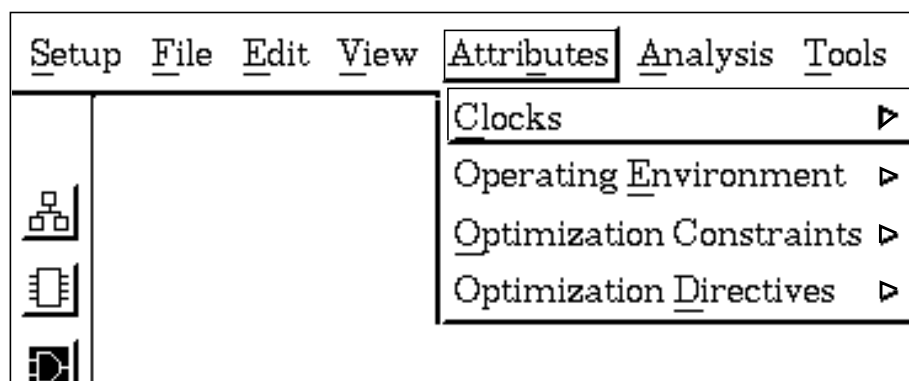 Setup File Edit View Attributes Analysis Tools
Clocks
Operating Environment
Optimization Constraints
Optimization Directives